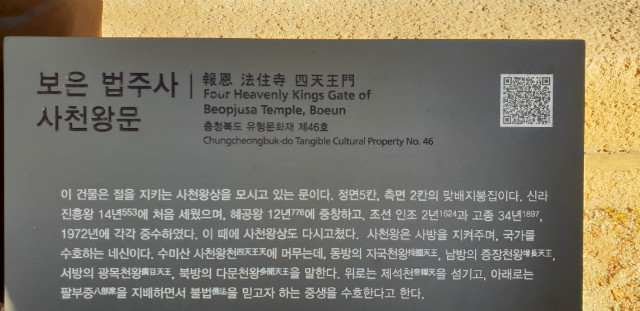 보은 법주사
사천왕문
報恩 法住寺 四天王門
Four Heavenly Kings Gate of
Beopjusa Temple, Boeun
충청북도 유형문화재 제46호
Chungcheongbuk-do Tangible Cultural Property No. 46
이 건물은 절을 지키는 사천왕상을 모시고 있는 문이다. 정면5칸, 측면 2칸의 맞배지붕집이다. 신라
진흥왕 14년553에 처음 세웠으며, 혜공왕 12년776에 중창하고, 조선 인조 2년1624과 고종 34년1897,
1972년에 각각 중수하였다. 이 때에 사천왕상도 다시고쳤다. 사천왕은 사방을 지켜주며, 국가를
수호하는 네신이다. 수미산 사왕천四天王天에 머무는데, 동방의 지국천왕持國天王, 남방의 증장천왕增長天王,
서방의 광목천왕廣目天王, 북방의 다문천왕多聞天王을 말한다. 위로는 제석천帝釋天을 섬기고, 아래로는
팔부중八部衆을 지배하면서 불법佛法을 믿고자 하는 중생을 수호한다고 한다.